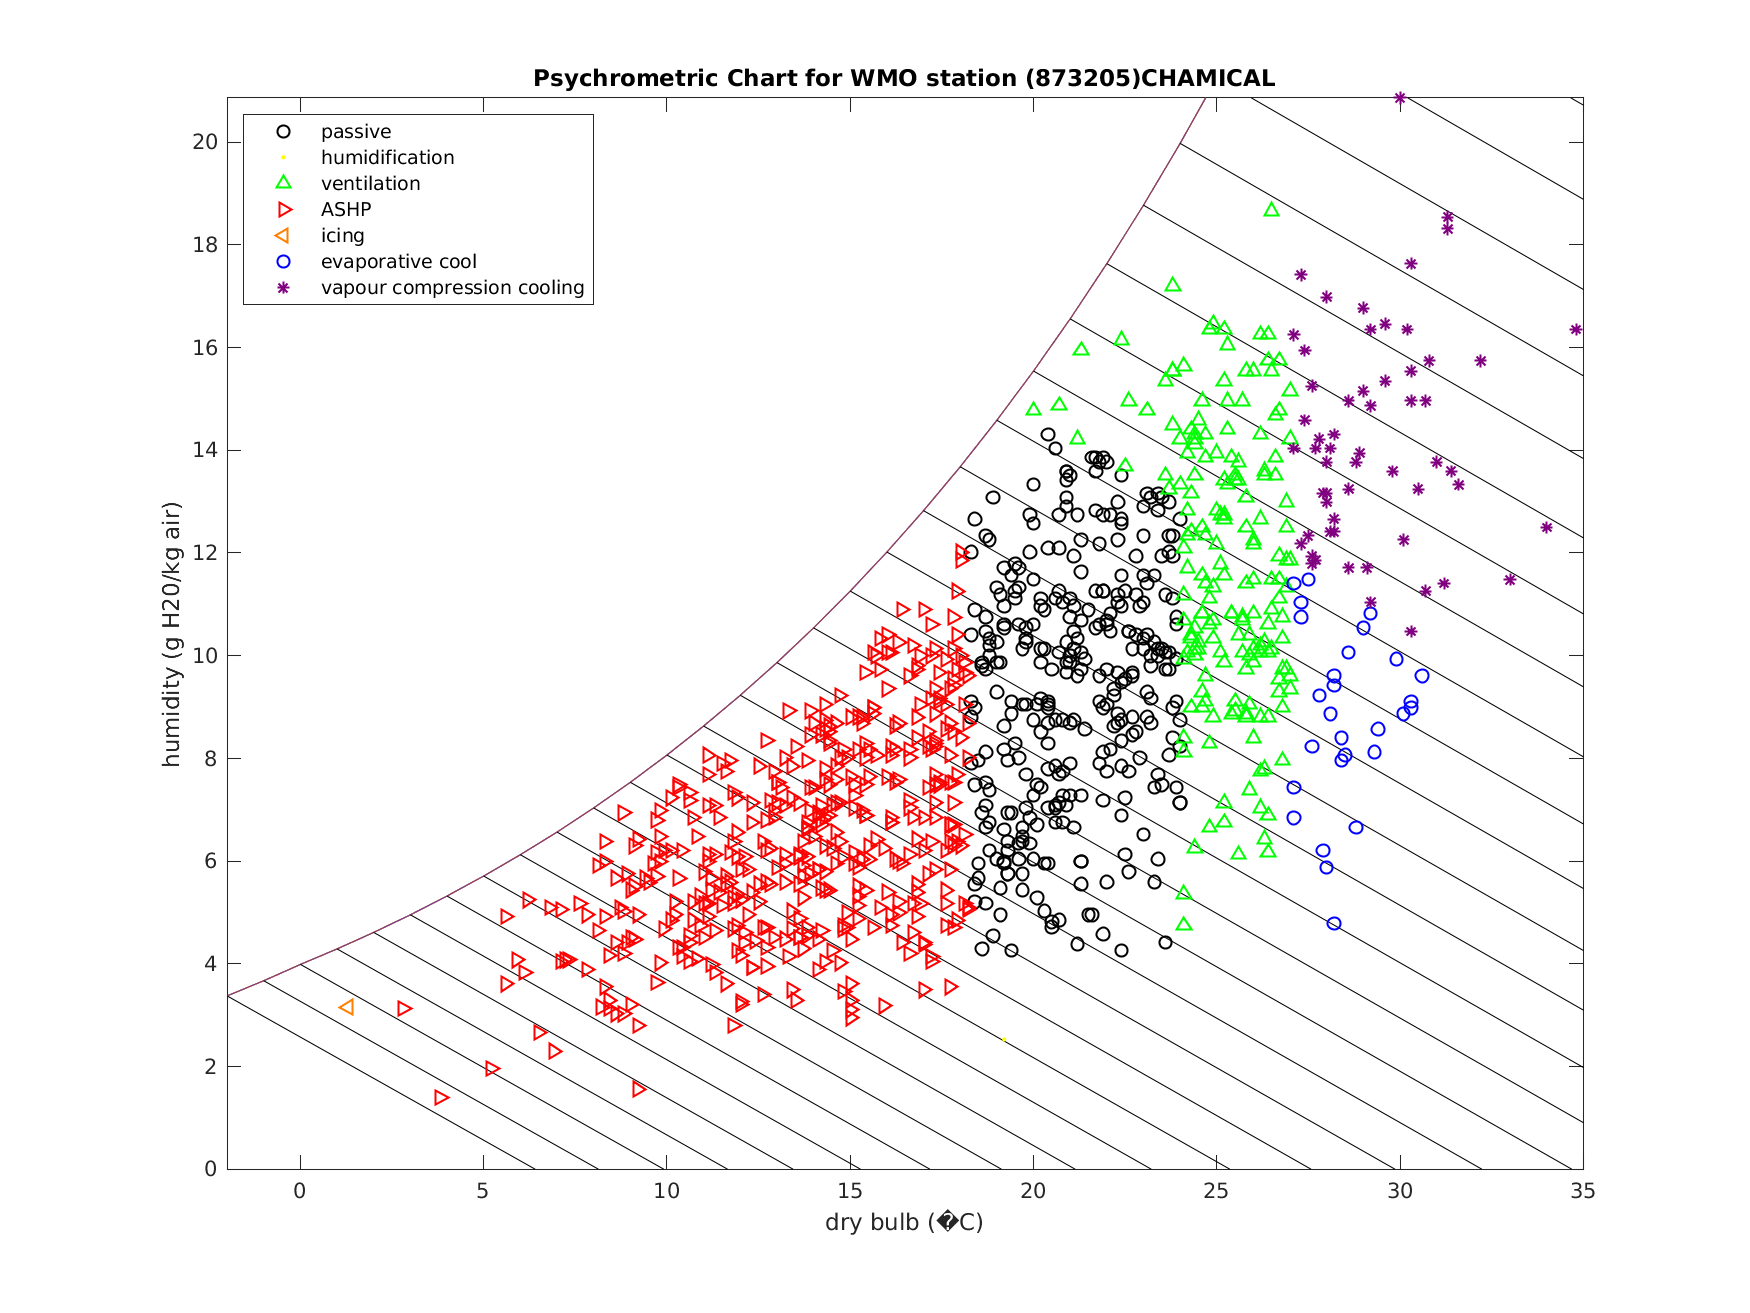 Psychrometric Chart for WMO station (873205)CHAMICAL
passive
humidification
ventilation
ASHP
icing
evaporative cool
vapour compression cooling
humidity (g H20/kg air)
20
18
16
14
12
10
8
6
4
2
0
0 5 10 15 20 25 30 35
dry bulb (�C)